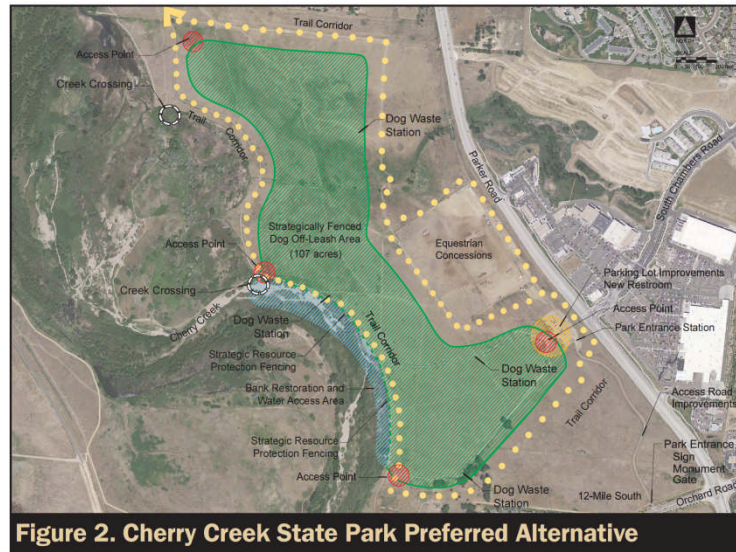 Trail Corridor
Access Point
Creek Crossing
Trail
Corridor
Dog Waste
Station
Parker Road
South Chambers Road
Strategically Fenced
Dog Off-Leash Area
(107 acres)
Equestrian
Concessions
Access Point
Creek Crossing
Cherry Creek
Parking Lot Improvements
New Restroom
Access Point
Park Entrance Station
Dog Waste
Station
Strategic Resource
Protection Fencing
Trail Corridor
Dog Waste
Station
Bank Restoration and
Water Access Area
Trail Corridor
Access Road
Improvements
Strategic Resource
Protection Fencing
Access Point
Dog Waste
Station
Park Entrance
Sign
Monument
Gate
12-Mile South
Orchard Road
Figure 2. Cherry Creek State Park Preferred Alternative